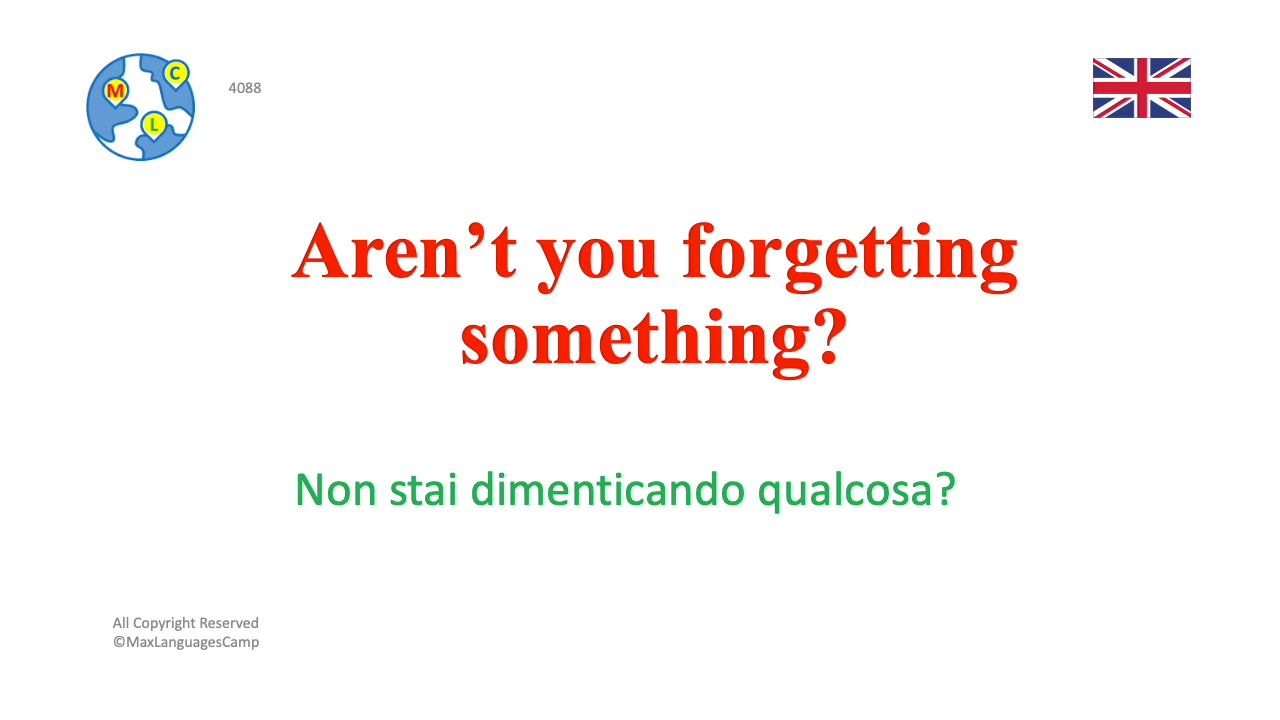 M
C
L
4088
Aren’t you forgetting
something?
Non stai dimenticando qualcosa?
All Copyright Reserved
©MaxLanguagesCamp